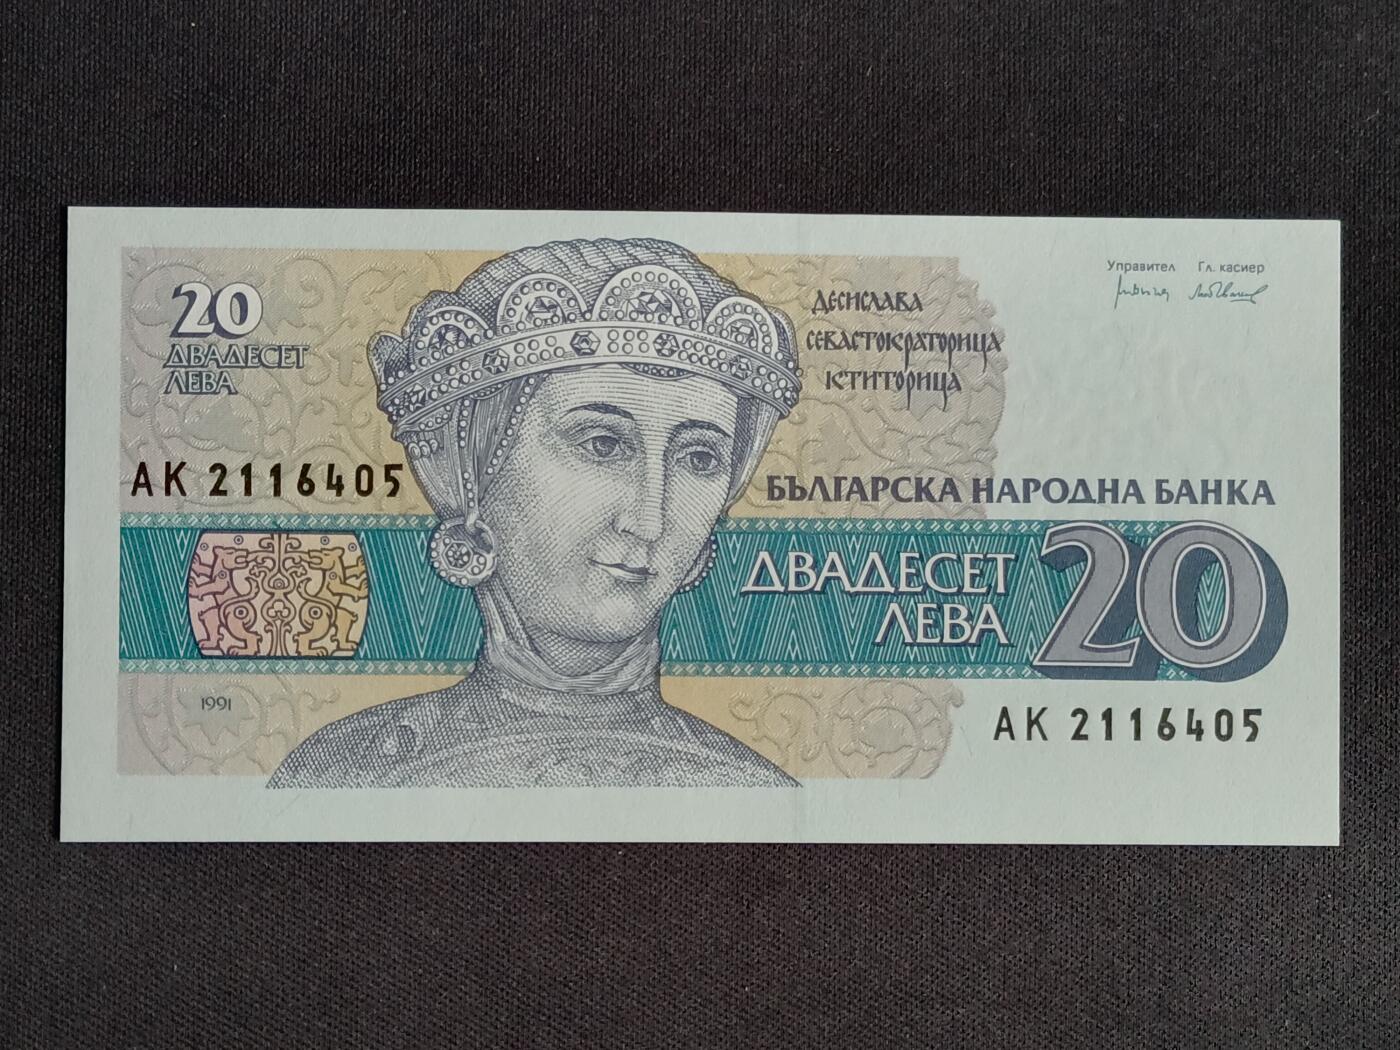 20
ДВАДЕСЕТ
ЛЕВА
ДЕСИСЛАВА
СЕВАСТОКРАТОРИЦА
КТИТОРИЦА
Управител Гл. касиер
АК 2116405
БЪЛГАРСКА НАРОДНА БАНКА
ДВАДЕСЕТ
ЛЕВА
20
1991
АК 2116405